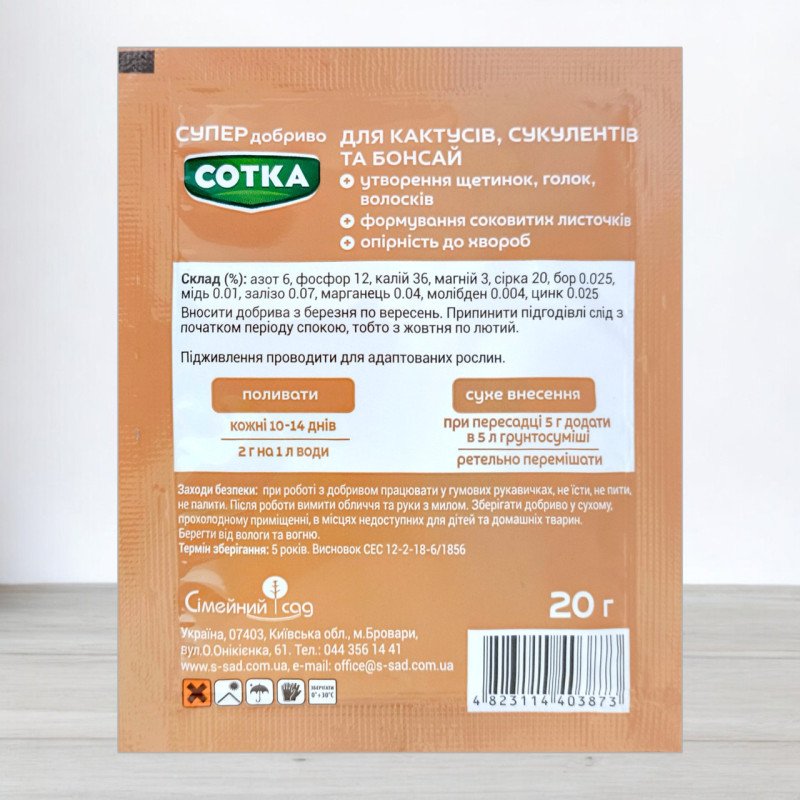 СУПЕР добриво
СОТКА
ДЛЯ КАКТУСІВ, СУКУЛЕНТІВ
ТА БОНСАЙ
утворення щетинок, голок,
волосків
формування соковитих листочків
опірність до хвороб
Склад (%): азот 6, фосфор 12, калій 36, магній 3, сірка 20, бор 0.025,
мідь 0.01, залізо 0.07, марганець 0.04, молібден 0.004, цинк 0.025
Вносити добрива з березня по вересень. Припинити підгодівлі слід з
початком періоду спокою, тобто з жовтня по лютий.
Підживлення проводити для адаптованих рослин.
поливати
кожні 10-14 днів
2 г на 1 л води
сухе внесення
при пересадці 5 г додати
в 5 л грунтосуміші
ретельно перемішати
Заходи безпеки: при роботі з добривом працювати у гумових рукавичках, не їсти, не пити,
не палити. Після роботи вимити обличчя та руки з милом. Зберігати добриво у сухому,
прохолодному приміщенні, в місцях недоступних для дітей та домашніх тварин.
Берегти від вологи та вогню.
Термін зберігання: 5 років. Висновок СЕС 12-2-18-6/1856
Сімейний сад
20 г
Україна, 07403, Київська обл., м.Бровари,
вул.О.Онікієнка, 61. Тел.: 044 356 14 41
www.s-sad.com.ua, e-mail: office@s-sad.com.ua
ЗБЕРІГАТИ
0° ± 30°C
4 823114 403873